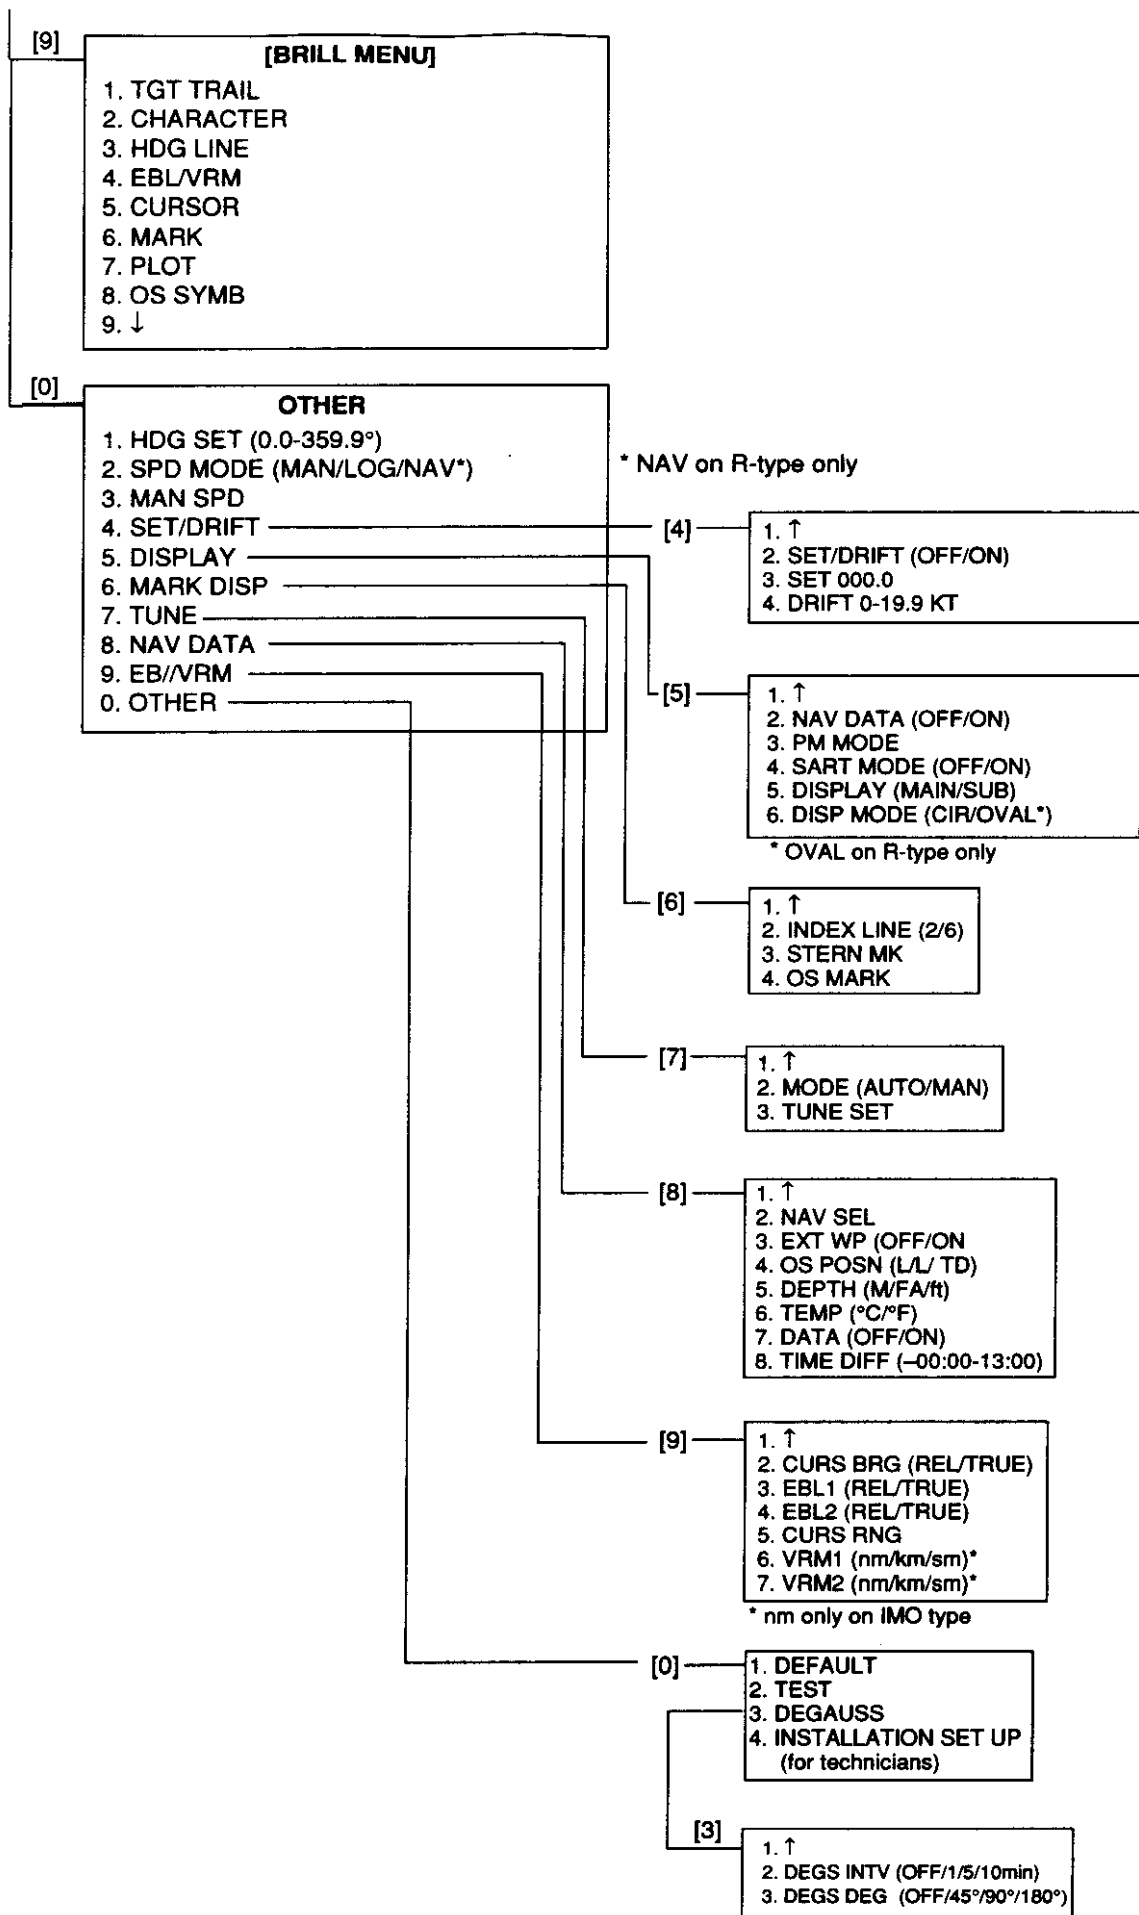 [9]
[BRILL MENU]
1. TGT TRAIL
2. CHARACTER
3. HDG LINE
4. EBL/VRM
5. CURSOR
6. MARK
7. PLOT
8. OS SYMB
9. ↓
[0]
OTHER
1. HDG SET (0.0-359.9°)
2. SPD MODE (MAN/LOG/NAV*)
3. MAN SPD
4. SET/DRIFT
5. DISPLAY
6. MARK DISP
7. TUNE
8. NAV DATA
9. EB//VRM
0. OTHER
* NAV on R-type only
[4]
1. ↑
2. SET/DRIFT (OFF/ON)
3. SET 000.0
4. DRIFT 0-19.9 KT
[5]
1. ↑
2. NAV DATA (OFF/ON)
3. PM MODE
4. SART MODE (OFF/ON)
5. DISPLAY (MAIN/SUB)
6. DISP MODE (CIR/OVAL*)
* OVAL on R-type only
[6]
1. ↑
2. INDEX LINE (2/6)
3. STERN MK
4. OS MARK
[7]
1. ↑
2. MODE (AUTO/MAN)
3. TUNE SET
[8]
1. ↑
2. NAV SEL
3. EXT WP (OFF/ON
4. OS POSN (L/L/ TD)
5. DEPTH (M/FA/ft)
6. TEMP (°C/°F)
7. DATA (OFF/ON)
8. TIME DIFF (–00:00-13:00)
[9]
1. ↑
2. CURS BRG (REL/TRUE)
3. EBL1 (REL/TRUE)
4. EBL2 (REL/TRUE)
5. CURS RNG
6. VRM1 (nm/km/sm)*
7. VRM2 (nm/km/sm)*
* nm only on IMO type
[0]
1. DEFAULT
2. TEST
3. DEGAUSS
4. INSTALLATION SET UP
(for technicians)
[3]
1. ↑
2. DEGS INTV (OFF/1/5/10min)
3. DEGS DEG (OFF/45°/90°/180°)